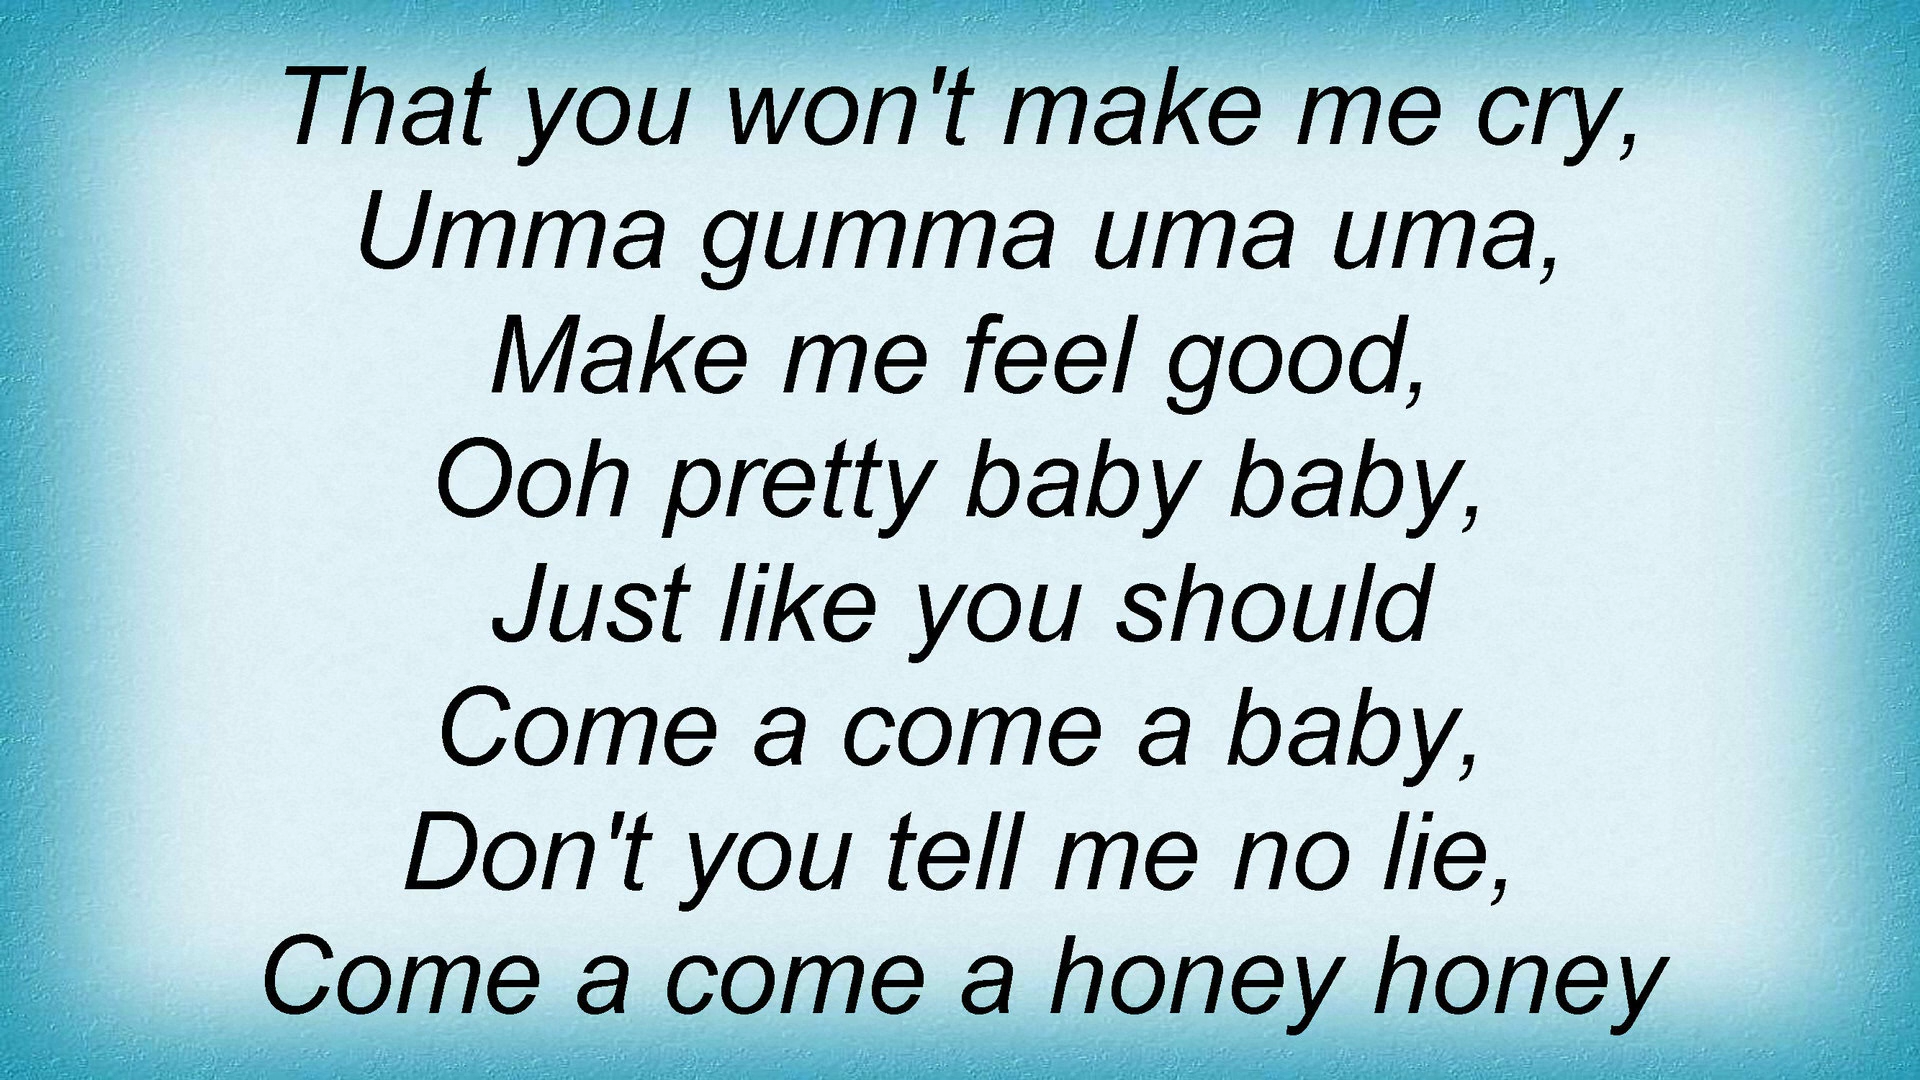 That you won't make me cry,
Umma gumma uma uma,
Make me feel good,
Ooh pretty baby baby,
Just like you should
Come a come a baby,
Don't you tell me no lie,
Come a come a honey honey